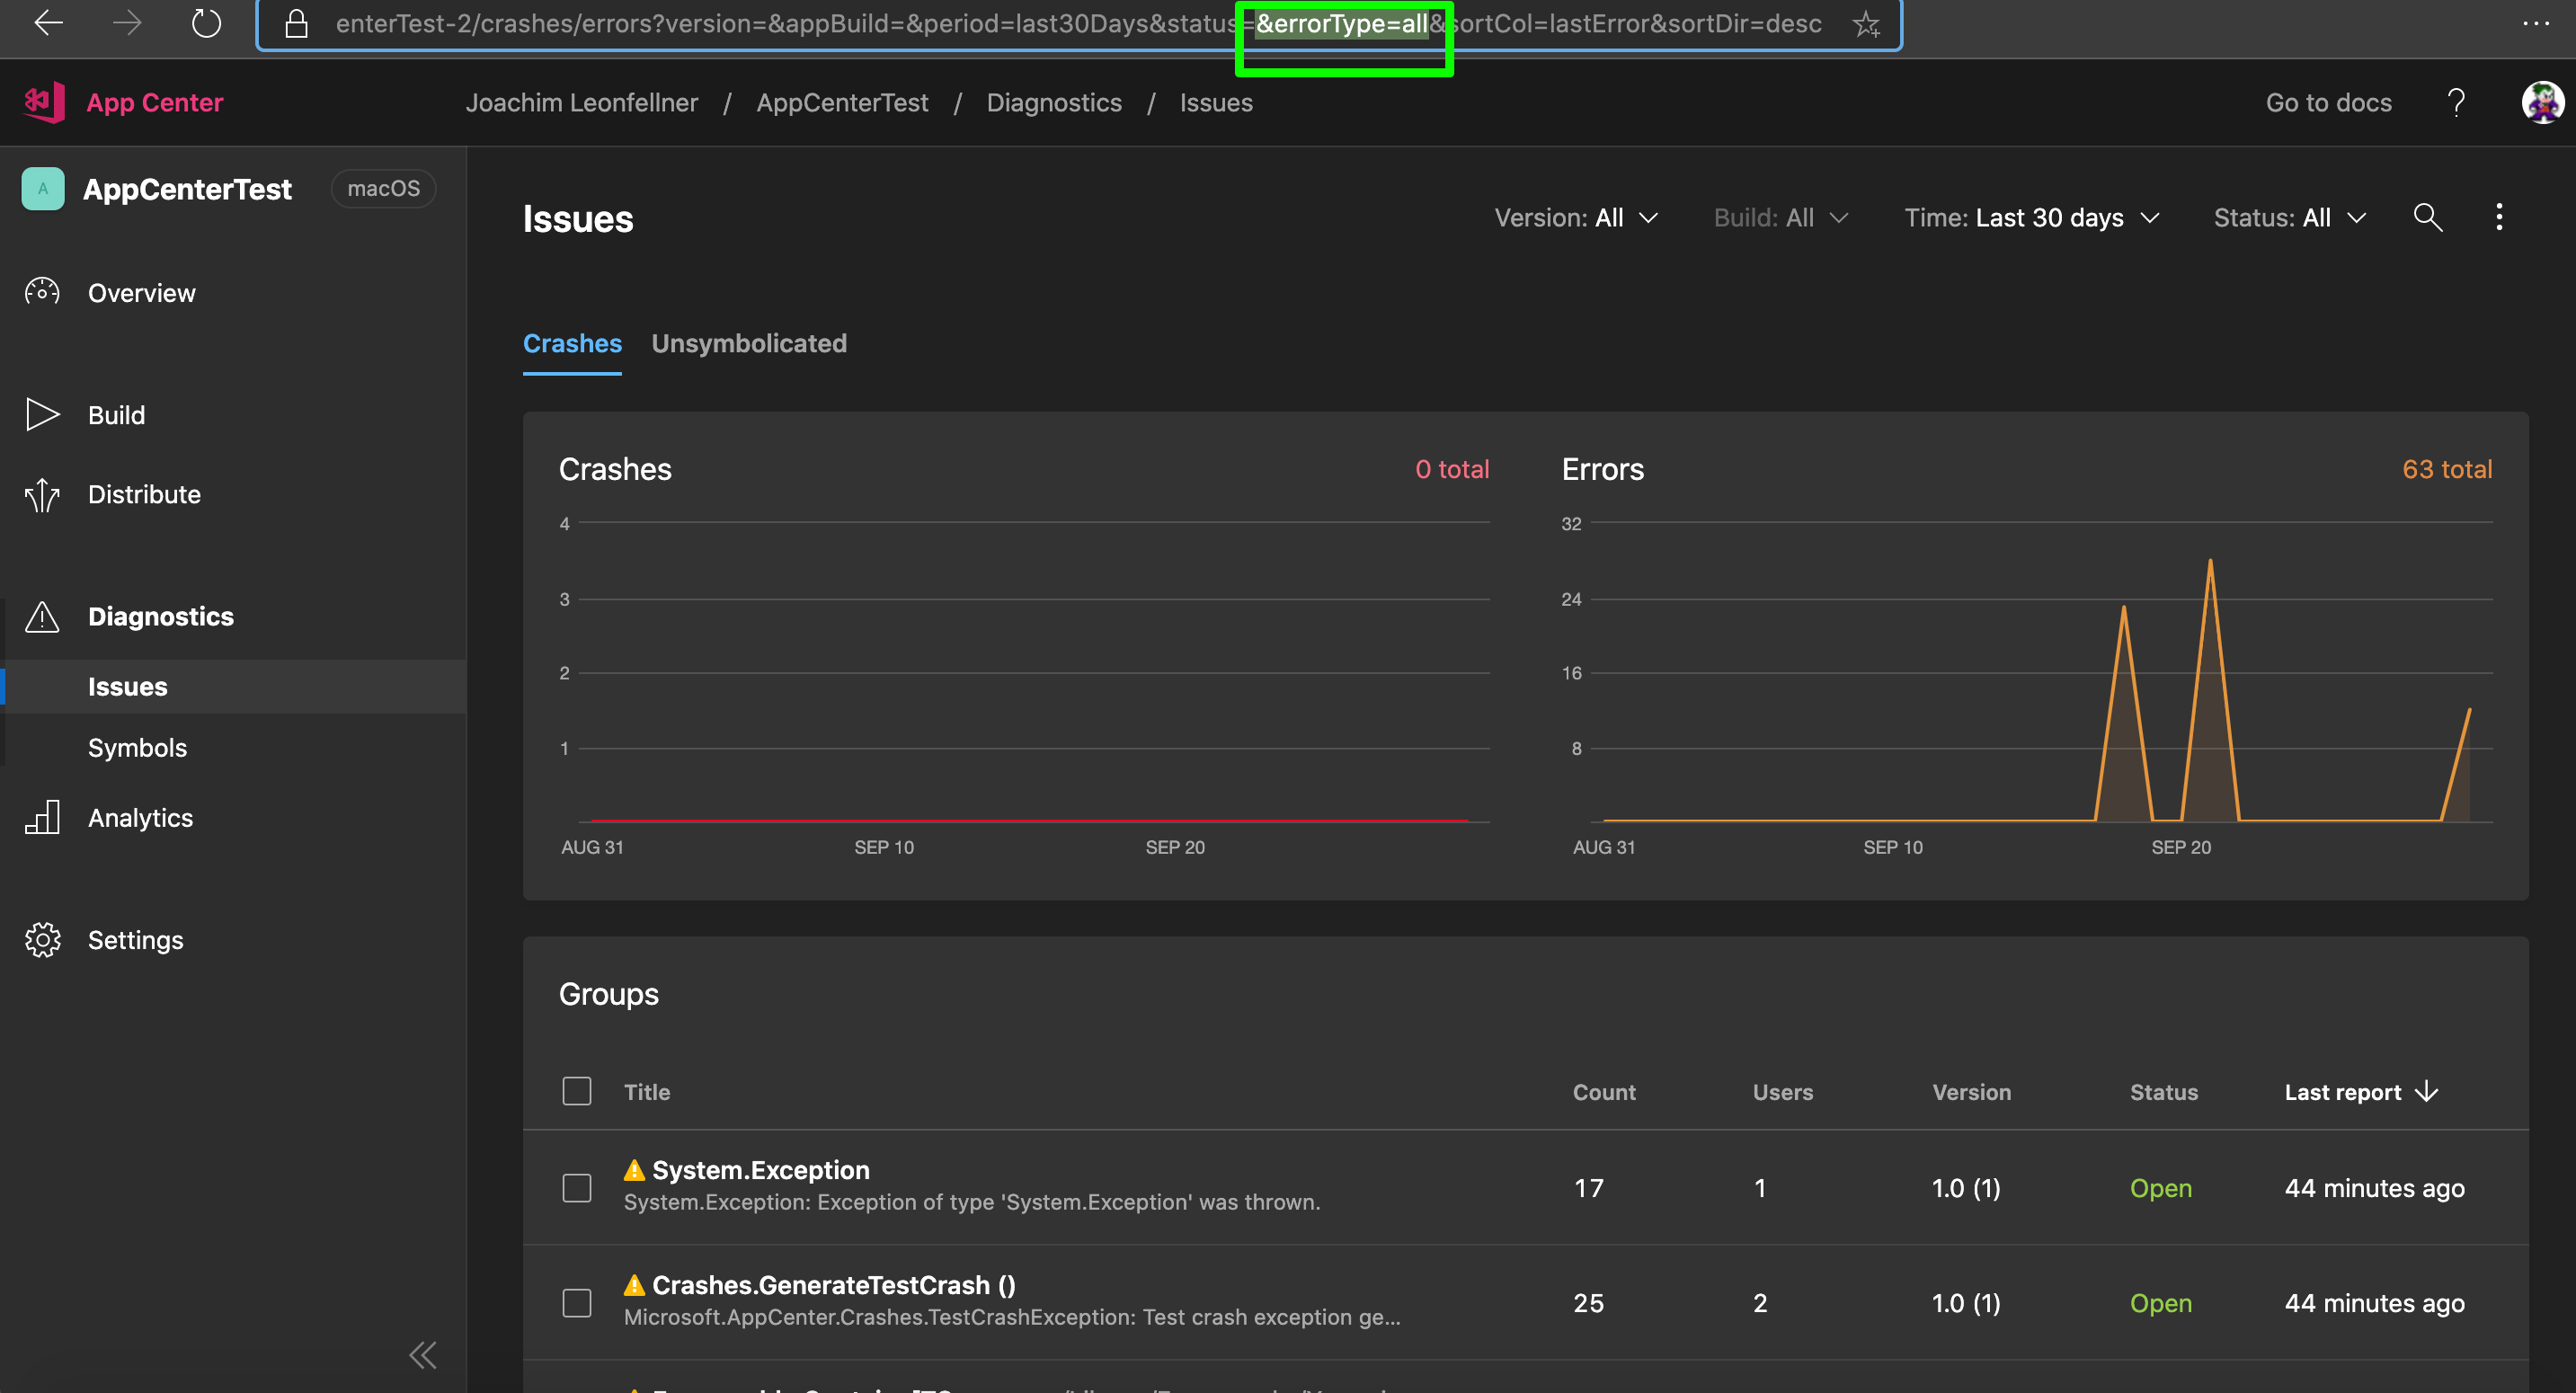 enterTest-2/crashes/errors?version=&appBuild=&period=last30Days&status=&errorType=all&sortCol=lastError&sortDir=desc
App Center
Joachim Leonfellner / AppCenterTest / Diagnostics / Issues
Go to docs ?
A AppCenterTest macOS
Overview
Build
Distribute
Diagnostics
Issues
Symbols
Analytics
Settings
Issues
Version: All
Build: All
Time: Last 30 days
Status: All
Crashes Unsymbolicated
Crashes 0 total
4
3
2
1
AUG 31 SEP 10 SEP 20
Errors 63 total
32
24
16
8
AUG 31 SEP 10 SEP 20
Groups
Title Count Users Version Status Last report
System.Exception
System.Exception: Exception of type 'System.Exception' was thrown.
17 1 1.0 (1) Open 44 minutes ago
Crashes.GenerateTestCrash ()
Microsoft.AppCenter.Crashes.TestCrashException: Test crash exception ge...
25 2 1.0 (1) Open 44 minutes ago